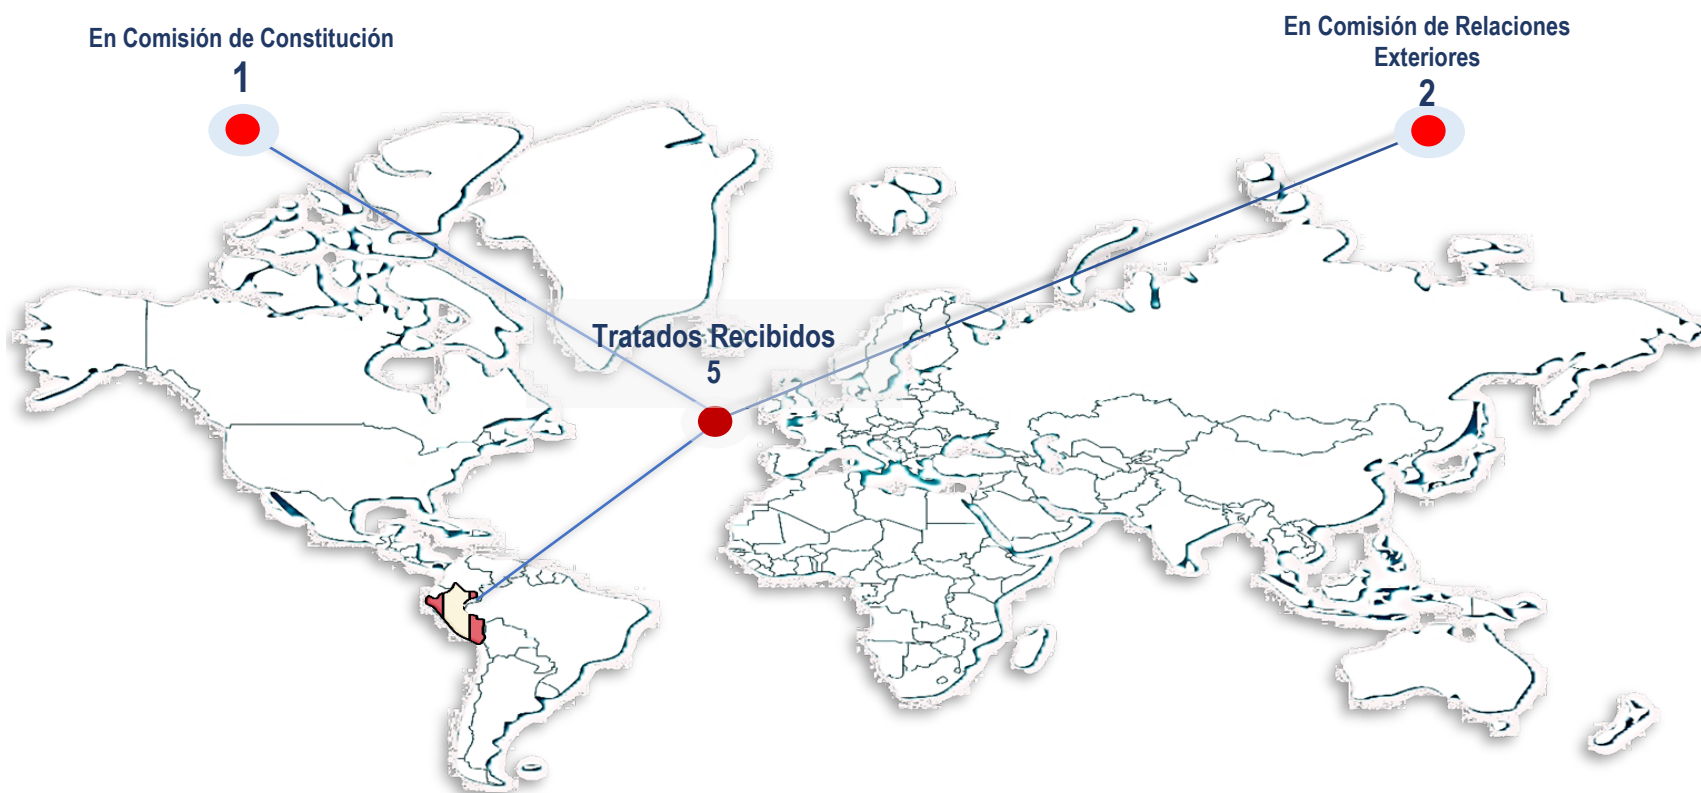 En Comisión de Constitución
1
En Comisión de Relaciones
Exteriores
2
Tratados Recibidos
5